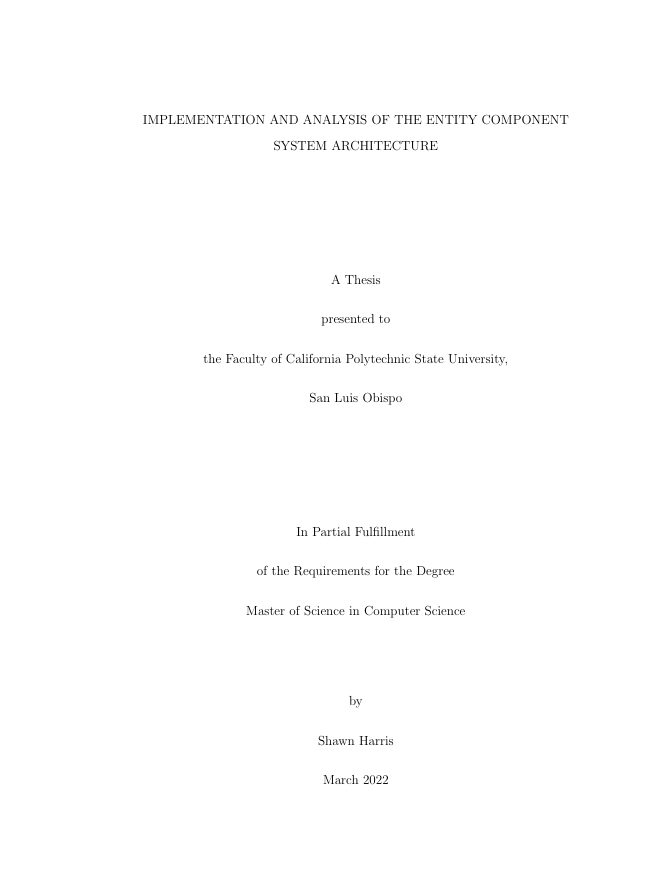 IMPLEMENTATION AND ANALYSIS OF THE ENTITY COMPONENT
SYSTEM ARCHITECTURE
A Thesis
presented to
the Faculty of California Polytechnic State University,
San Luis Obispo
In Partial Fulfillment
of the Requirements for the Degree
Master of Science in Computer Science
by
Shawn Harris
March 2022